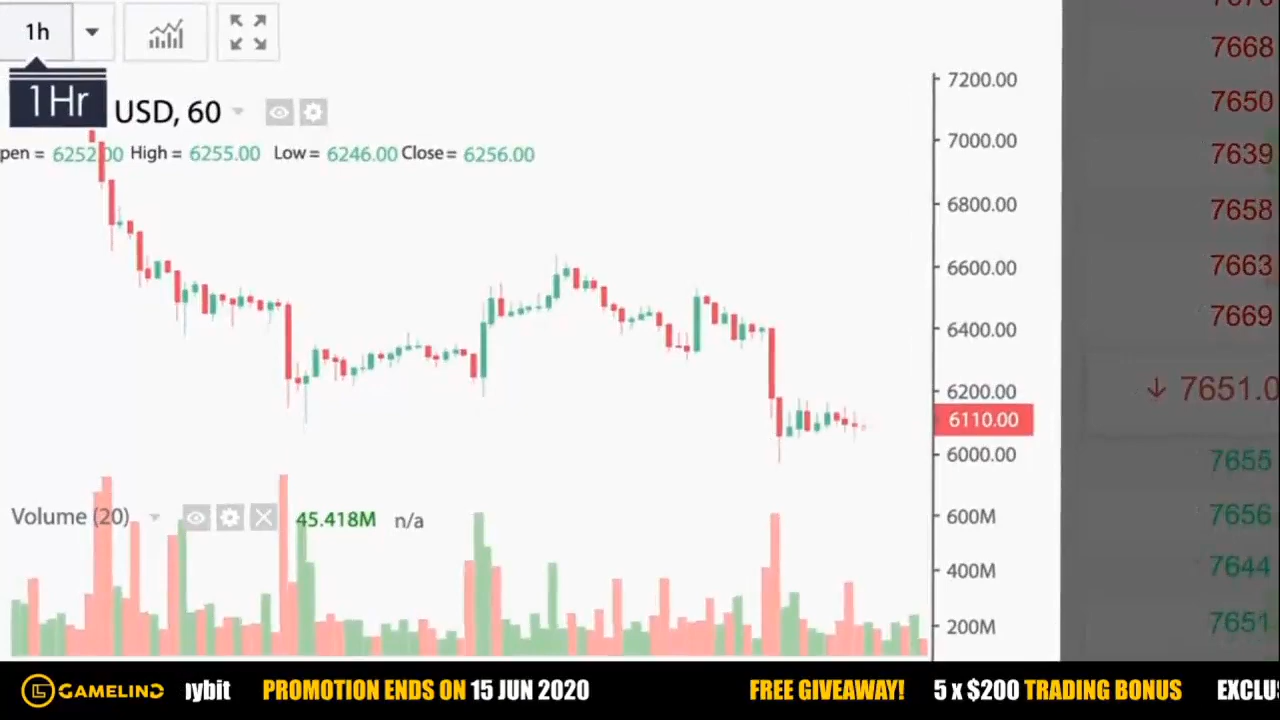 1h
1Hr
USD, 60
pen = 6252.00 High = 6255.00 Low = 6246.00 Close = 6256.00
7200.00
7000.00
6800.00
6600.00
6400.00
6200.00
6110.00
6000.00
Volume (20) 45.418M n/a
600M
400M
200M
7668
7650
7639
7658
7663
7669
↓ 7651.0
7655
7656
7644
7651
GAMELINO ybit PROMOTION ENDS ON 15 JUN 2020 FREE GIVEAWAY! 5 x $200 TRADING BONUS EXCLUS